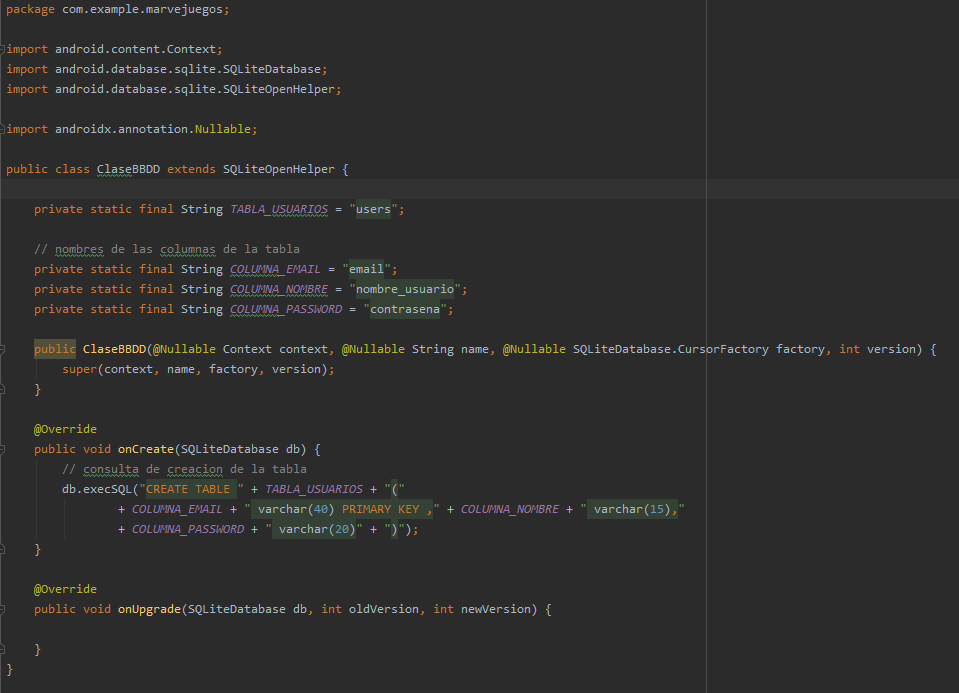 package com.example.marvejuegos;
import android.content.Context;
import android.database.sqlite.SQLiteDatabase;
import android.database.sqlite.SQLiteOpenHelper;
import androidx.annotation.Nullable;
public class ClaseBBDD extends SQLiteOpenHelper {
private static final String TABLA_USUARIOS = "users";
// nombres de las columnas de la tabla
private static final String COLUMNA_EMAIL = "email";
private static final String COLUMNA_NOMBRE = "nombre_usuario";
private static final String COLUMNA_PASSWORD = "contrasena";
public ClaseBBDD(@Nullable Context context, @Nullable String name, @Nullable SQLiteDatabase.CursorFactory factory, int version) {
super(context, name, factory, version);
}
@Override
public void onCreate(SQLiteDatabase db) {
// consulta de creacion de la tabla
db.execSQL("CREATE TABLE " + TABLA_USUARIOS + "("
+ COLUMNA_EMAIL + " varchar(40) PRIMARY KEY ," + COLUMNA_NOMBRE + " varchar(15),"
+ COLUMNA_PASSWORD + " varchar(20)" + ")");
}
@Override
public void onUpgrade(SQLiteDatabase db, int oldVersion, int newVersion) {
}
}